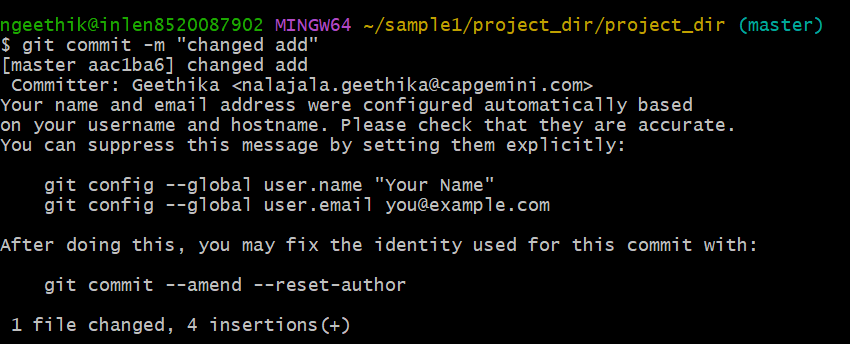 ngeethik@inlen8520087902 MINGW64 ~/sample1/project_dir/project_dir (master)
$ git commit -m "changed add"
[master aac1ba6] changed add
 Committer: Geethika <nalajala.geethika@capgemini.com>
Your name and email address were configured automatically based
on your username and hostname. Please check that they are accurate.
You can suppress this message by setting them explicitly:

    git config --global user.name "Your Name"
    git config --global user.email you@example.com

After doing this, you may fix the identity used for this commit with:

    git commit --amend --reset-author

 1 file changed, 4 insertions(+)